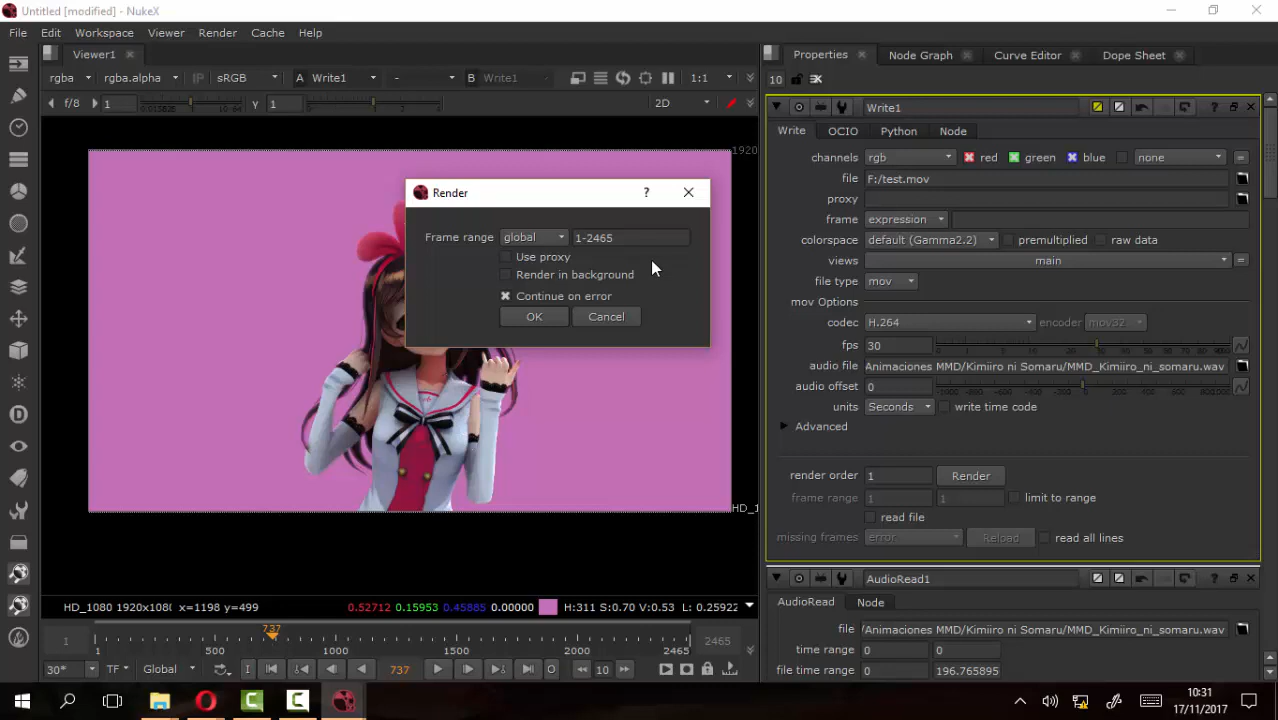 Untitled [modified] - NukeX
File Edit Workspace Viewer Render Cache Help
Viewer1
rgba rgba.alpha IP sRGB A Write1 - B Write1 1:1
f/8 1 y 1 2D
1920
HD_1
Render ?
Frame range global 1-2465
Use proxy
Render in background
Continue on error
OK Cancel
HD_1080 1920x1080 x=1198 y=499 0.52712 0.15953 0.45885 0.00000 H:311 S:0.70 V:0.53 L: 0.25922
737
1 1 500 1000 1500 2000 2465 2465
30* TF Global I 737 O 10
Properties Node Graph Curve Editor Dope Sheet
10
Write1
Write OCIO Python Node
channels rgb red green blue none =
file F:/test.mov
proxy
frame expression
colorspace default (Gamma2.2) premultiplied raw data
views main =
file type mov
mov Options
codec H.264 encoder mov32
fps 30
audio file Animaciones MMD/Kimiiro ni Somaru/MMD_Kimiiro_ni_somaru.wav
audio offset 0
units Seconds write time code
Advanced
render order 1 Render
frame range 1 1 limit to range
read file
missing frames error Reload read all lines
AudioRead1
AudioRead Node
file /Animaciones MMD/Kimiiro ni Somaru/MMD_Kimiiro_ni_somaru.wav
time range 0 0
file time range 0 196.765895
10:31
17/11/2017